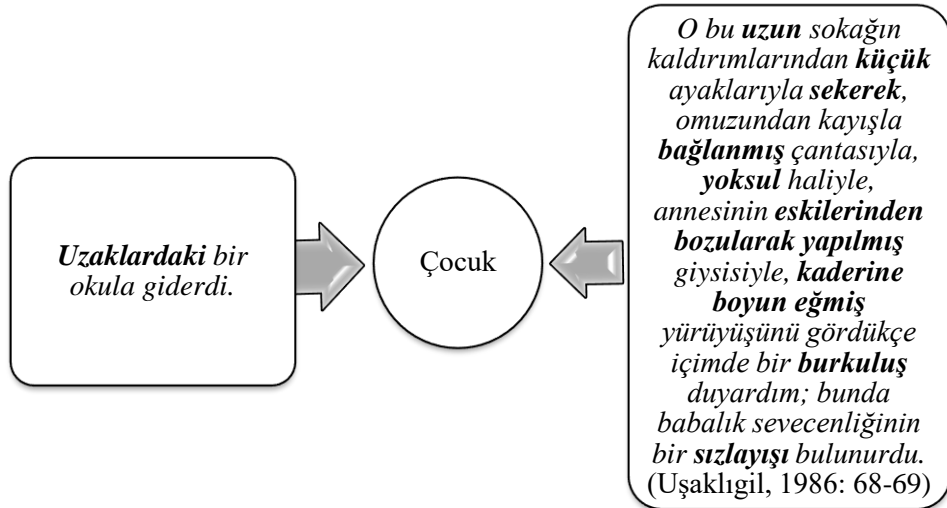 Uzaklardaki bir
okula giderdi.
Çocuk
O bu uzun sokağın
kaldırımlarından küçük
ayaklarıyla sekerek,
omuzundan kayışla
bağlanmış çantasıyla,
yoksul haliyle,
annesinin eskilerinden
bozularak yapılmış
giysisiyle, kaderine
boyun eğmiş
yürüyüşünü gördükçe
içimde bir burkuluş
duyardım; bunda
babalık sevecenliğinin
bir sızlayışı bulunurdu.
(Uşaklıgil, 1986: 68-69)